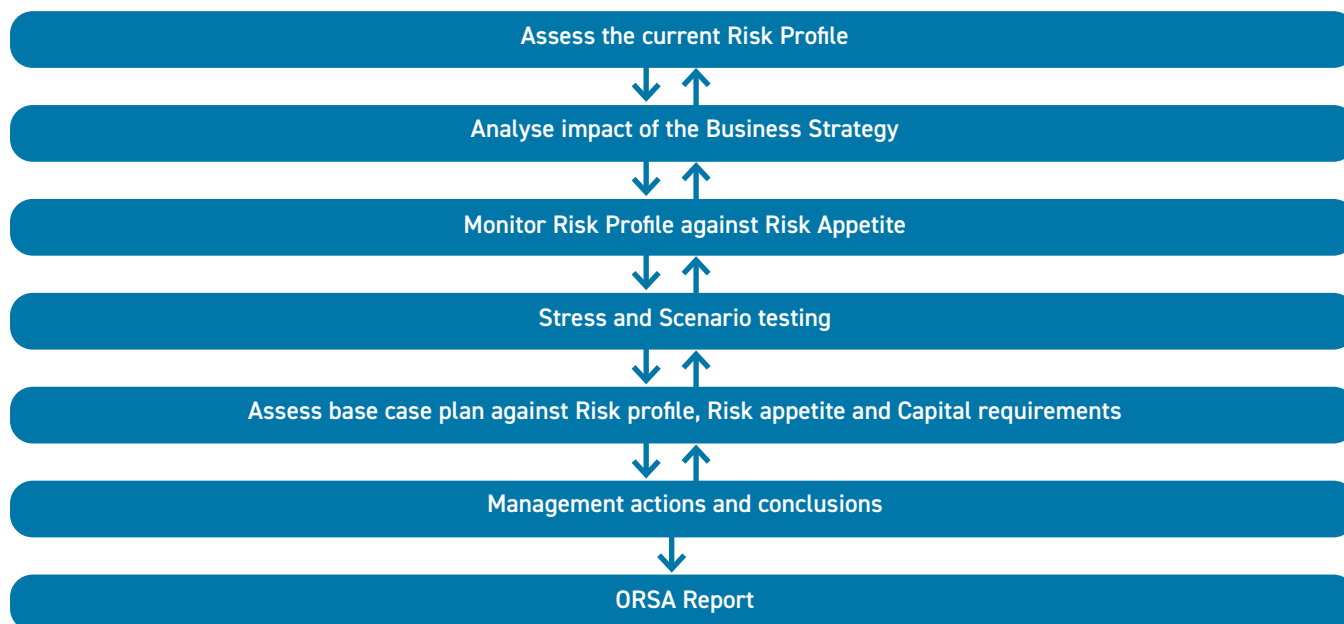 Assess the current Risk Profile
Analyse impact of the Business Strategy
Monitor Risk Profile against Risk Appetite
Stress and Scenario testing
Assess base case plan against Risk profile, Risk appetite and Capital requirements
Management actions and conclusions
ORSA Report